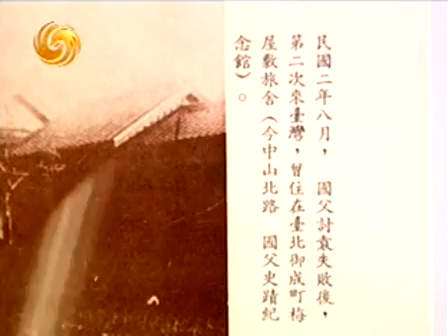 民國二年八月，　國父討袁失敗後，
第二次來臺灣，曾住在臺北御成町梅
屋敷旅舍（今中山北路　國父史蹟紀
念館）。